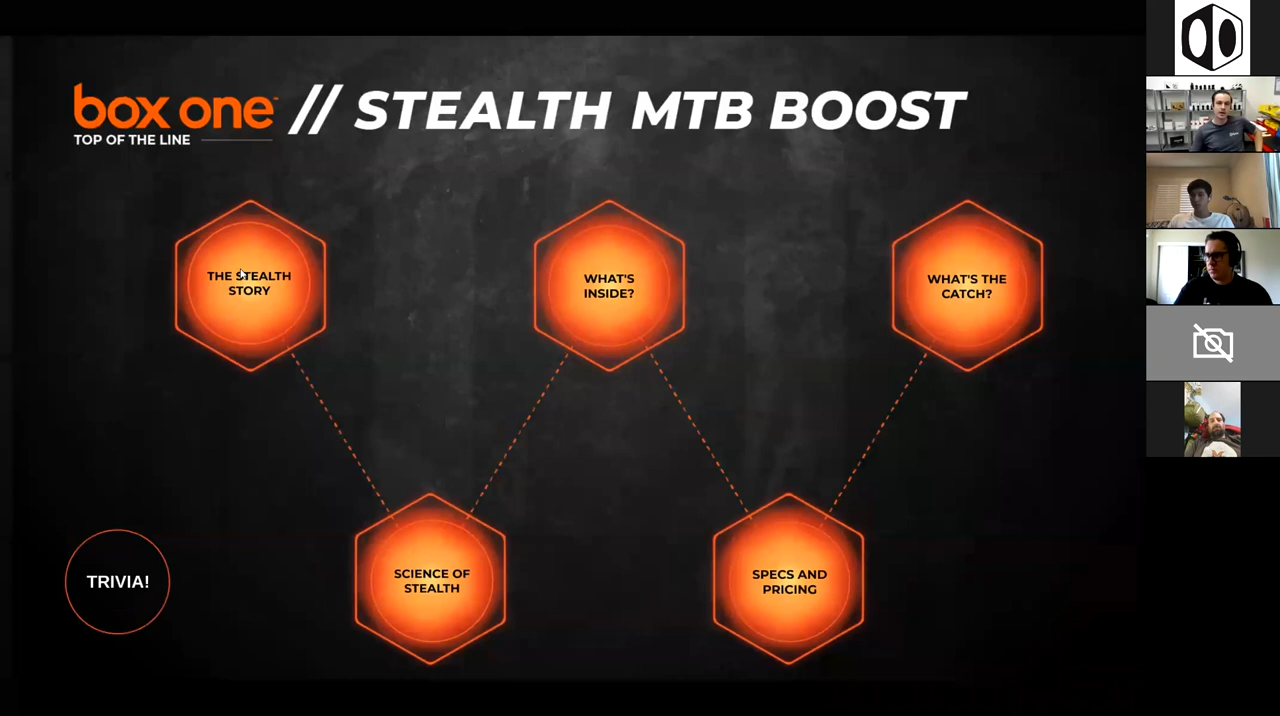 box one // STEALTH MTB BOOST
TOP OF THE LINE
THE STEALTH
STORY
WHAT'S
INSIDE?
WHAT'S THE
CATCH?
SCIENCE OF
STEALTH
SPECS AND
PRICING
TRIVIA!